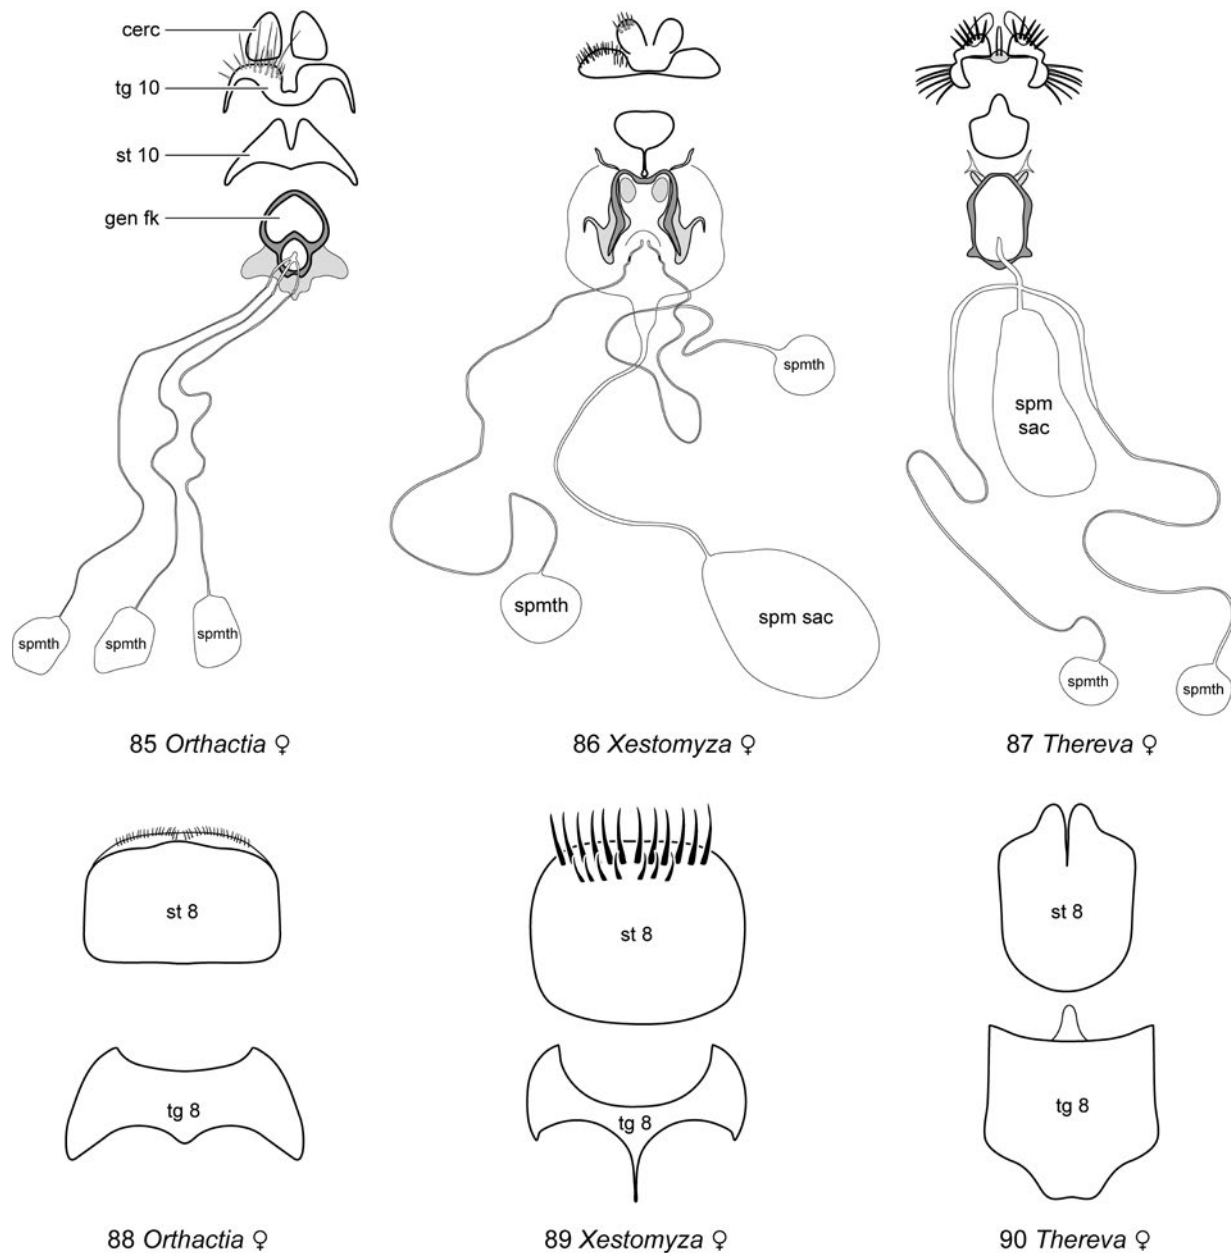 cerc
tg 10
st 10
gen fk
spmth
spmth
spmth
85 Orthactia ♀
spmth
spmth
spm sac
86 Xestomyza ♀
spm
sac
spmth
spmth
87 Thereva ♀
st 8
tg 8
88 Orthactia ♀
st 8
tg 8
89 Xestomyza ♀
st 8
tg 8
90 Thereva ♀